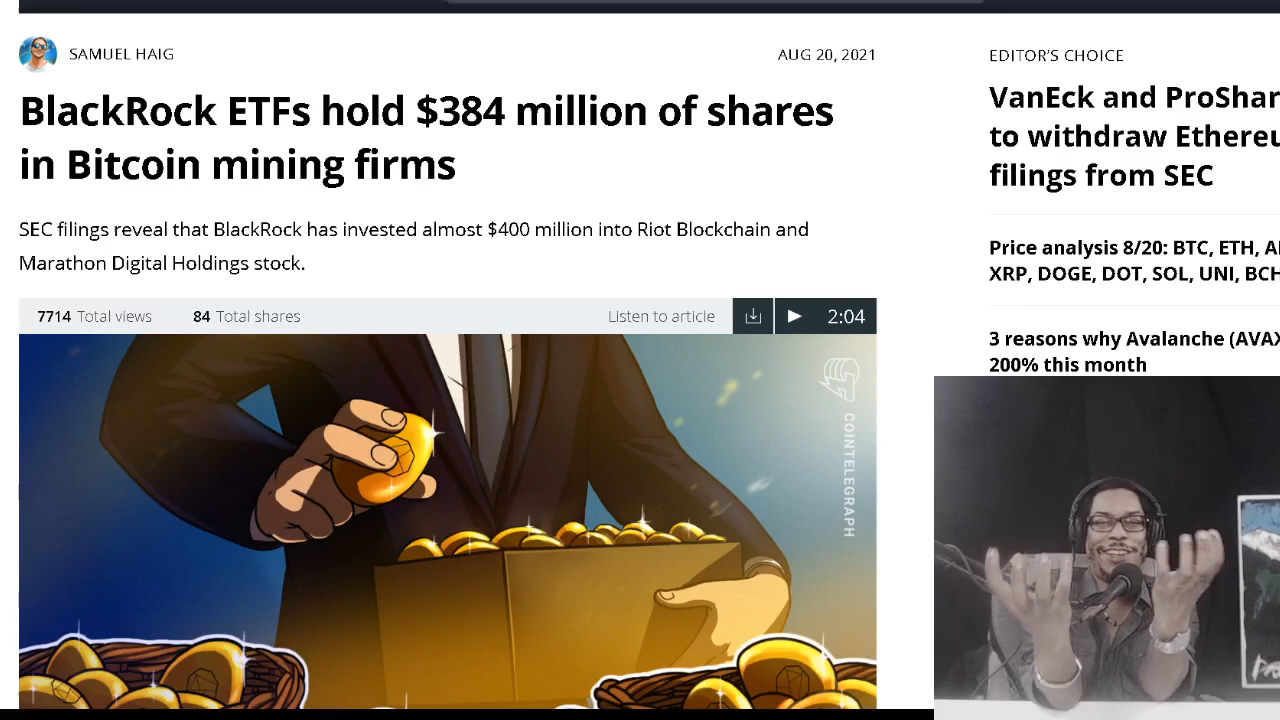 SAMUEL HAIG
AUG 20, 2021
BlackRock ETFs hold $384 million of shares
in Bitcoin mining firms
SEC filings reveal that BlackRock has invested almost $400 million into Riot Blockchain and
Marathon Digital Holdings stock.
7714 Total views 84 Total shares Listen to article 2:04
COINTELEGRAPH
EDITOR'S CHOICE
VanEck and ProShar
to withdraw Ethereu
filings from SEC
Price analysis 8/20: BTC, ETH, A
XRP, DOGE, DOT, SOL, UNI, BCH
3 reasons why Avalanche (AVAX
200% this month